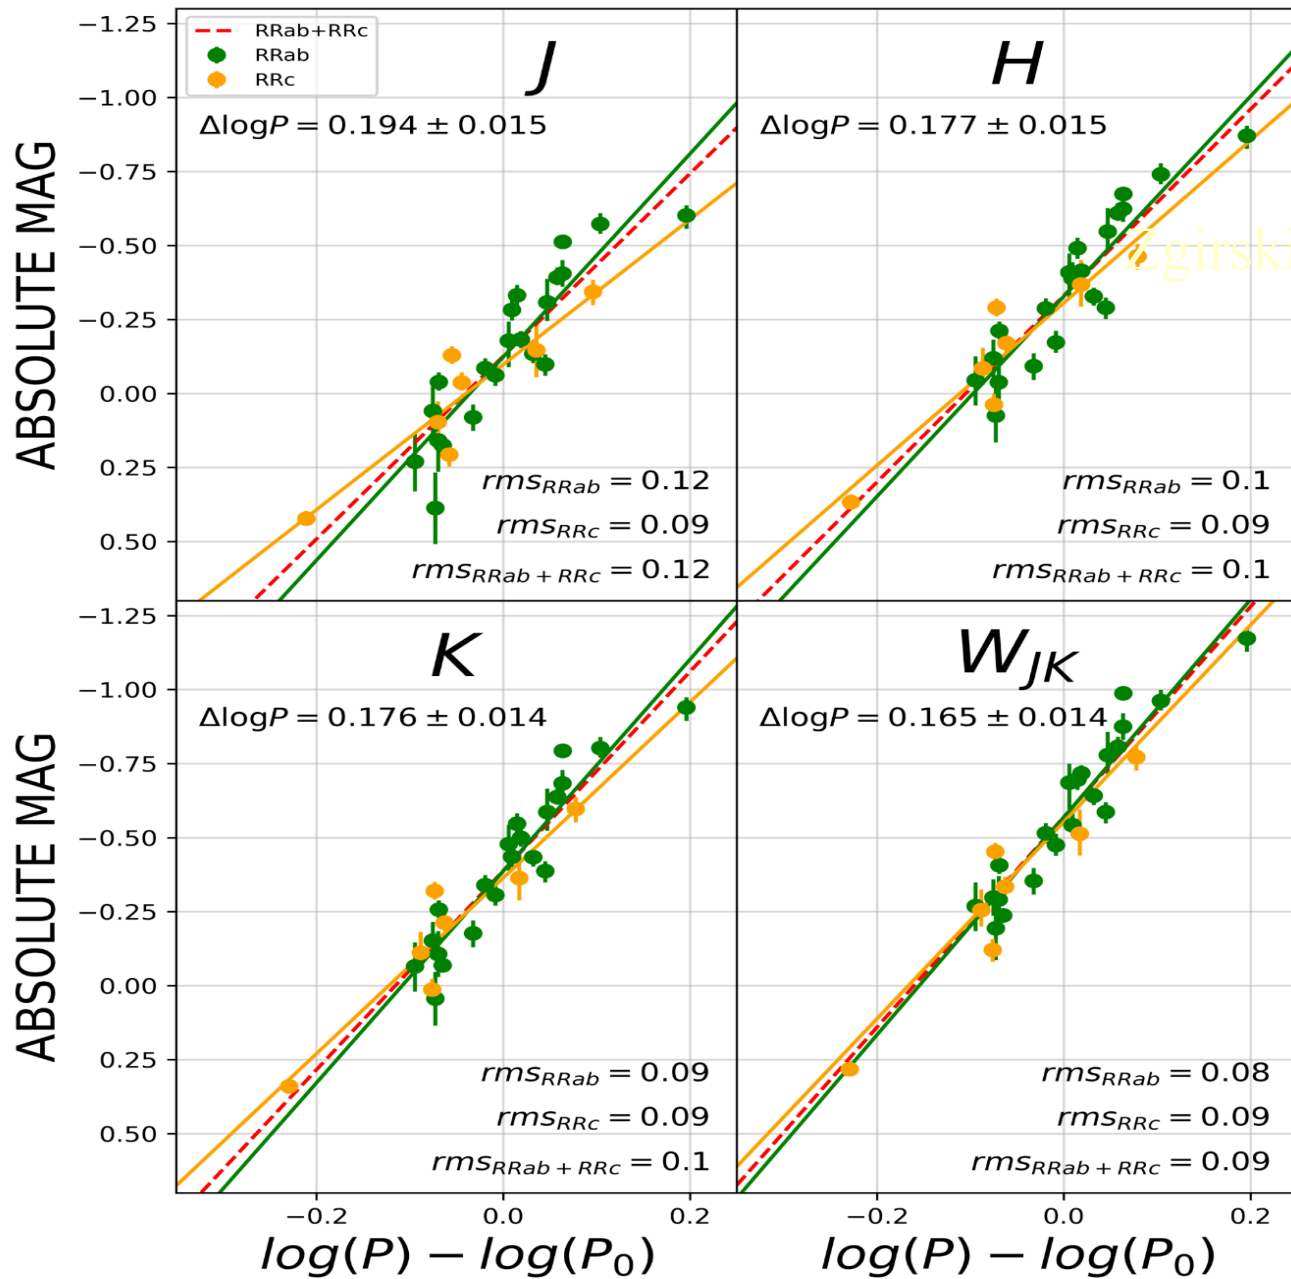 RRab+RRc
RRab
RRc
J
ΔlogP = 0.194 ± 0.015
rms_RRab = 0.12
rms_RRc = 0.09
rms_RRab + RRc = 0.12
H
ΔlogP = 0.177 ± 0.015
Zgirski
rms_RRab = 0.1
rms_RRc = 0.09
rms_RRab + RRc = 0.1
ABSOLUTE MAG
−1.25
−1.00
−0.75
−0.50
−0.25
0.00
0.25
0.50
K
ΔlogP = 0.176 ± 0.014
rms_RRab = 0.09
rms_RRc = 0.09
rms_RRab + RRc = 0.1
W_JK
ΔlogP = 0.165 ± 0.014
rms_RRab = 0.08
rms_RRc = 0.09
rms_RRab + RRc = 0.09
ABSOLUTE MAG
−1.25
−1.00
−0.75
−0.50
−0.25
0.00
0.25
0.50
−0.2 0.0 0.2
−0.2 0.0 0.2
log(P) − log(P₀)
log(P) − log(P₀)